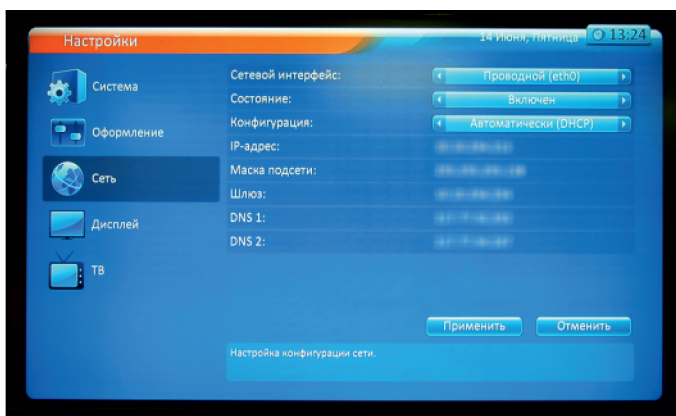 Настройки
14 Июня, Пятница 13:24
Система
Оформление
Сеть
Дисплей
ТВ
Сетевой интерфейс: Проводной (eth0)
Состояние: Включен
Конфигурация: Автоматически (DHCP)
IP-адрес:
Маска подсети:
Шлюз:
DNS 1:
DNS 2:
Применить Отменить
Настройка конфигурации сети.